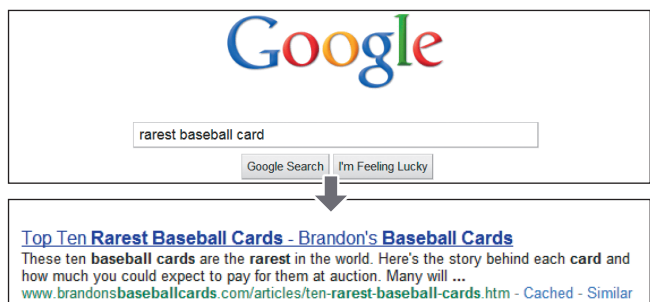 Google
rarest baseball card
Google Search I'm Feeling Lucky
Top Ten Rarest Baseball Cards - Brandon's Baseball Cards
These ten baseball cards are the rarest in the world. Here's the story behind each card and
how much you could expect to pay for them at auction. Many will ...
www.brandonsbaseballcards.com/articles/ten-rarest-baseball-cards.htm - Cached - Similar